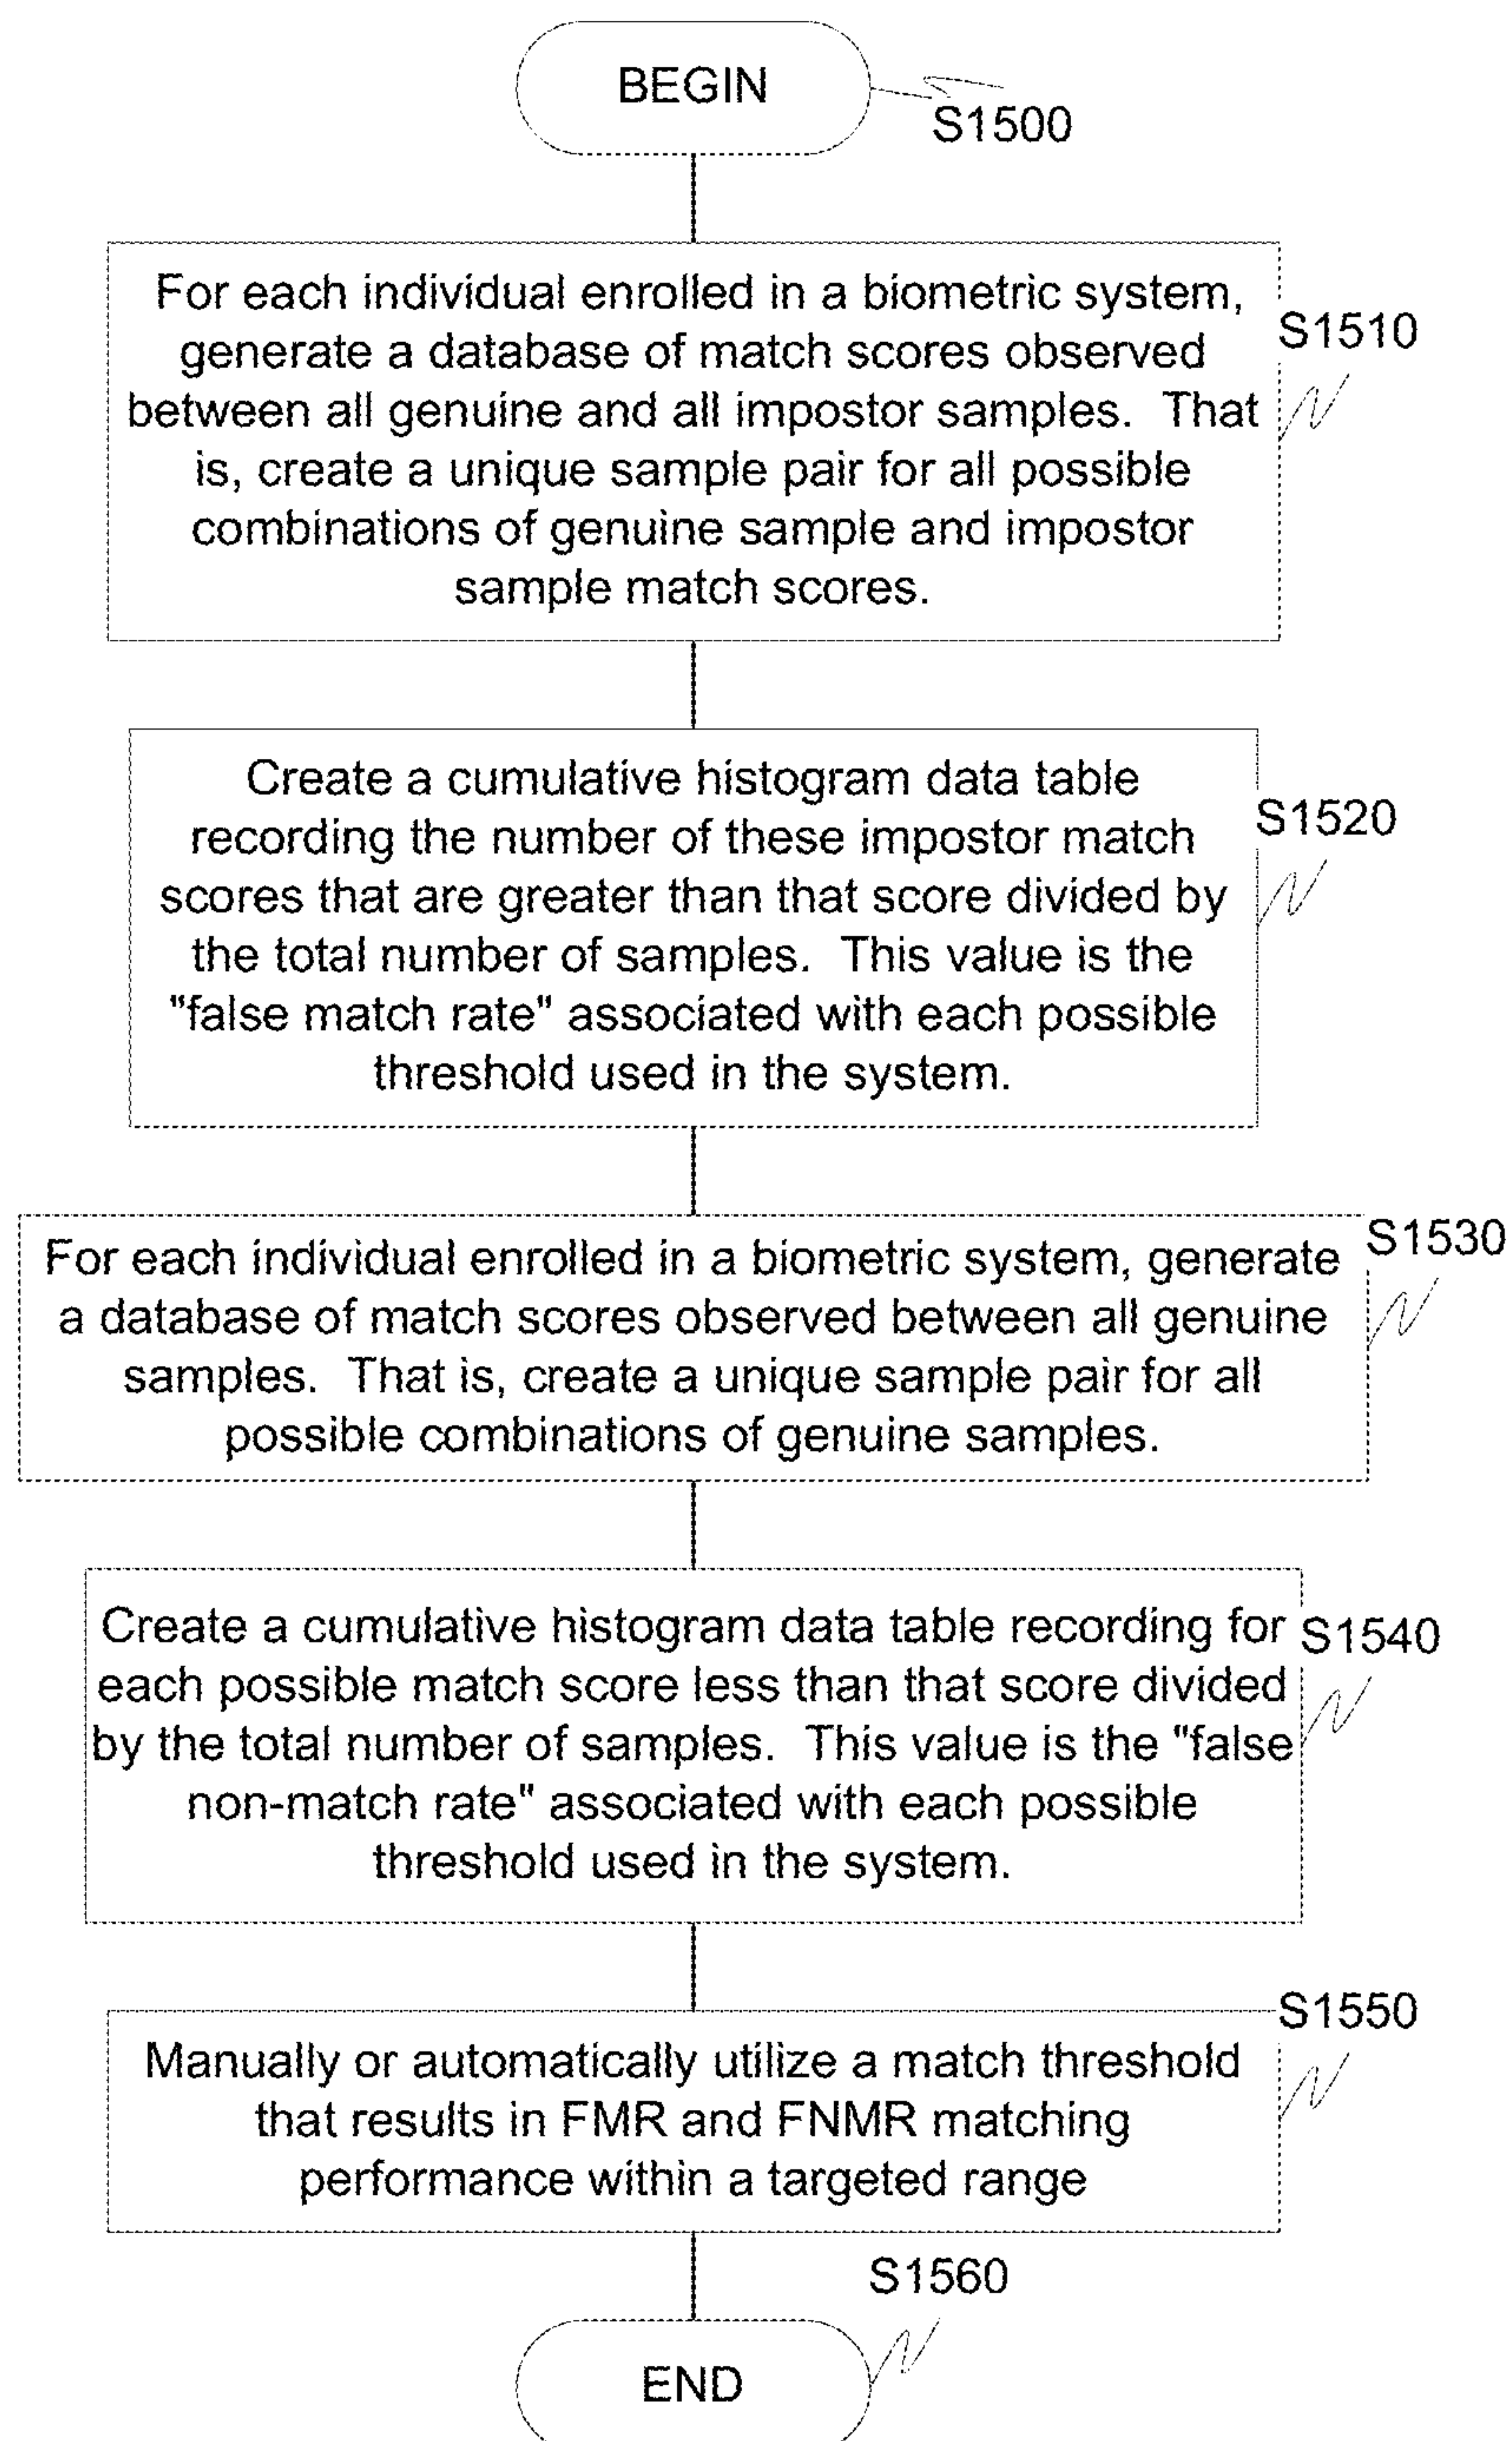 BEGIN
S1500
For each individual enrolled in a biometric system,
generate a database of match scores observed
between all genuine and all impostor samples.  That
is, create a unique sample pair for all possible
combinations of genuine sample and impostor
sample match scores.
S1510
Create a cumulative histogram data table
recording the number of these impostor match
scores that are greater than that score divided by
the total number of samples.  This value is the
"false match rate" associated with each possible
threshold used in the system.
S1520
For each individual enrolled in a biometric system, generate
a database of match scores observed between all genuine
samples.  That is, create a unique sample pair for all
possible combinations of genuine samples.
S1530
Create a cumulative histogram data table recording for
each possible match score less than that score divided
by the total number of samples.  This value is the "false
non-match rate" associated with each possible
threshold used in the system.
S1540
Manually or automatically utilize a match threshold
that results in FMR and FNMR matching
performance within a targeted range
S1550
END
S1560